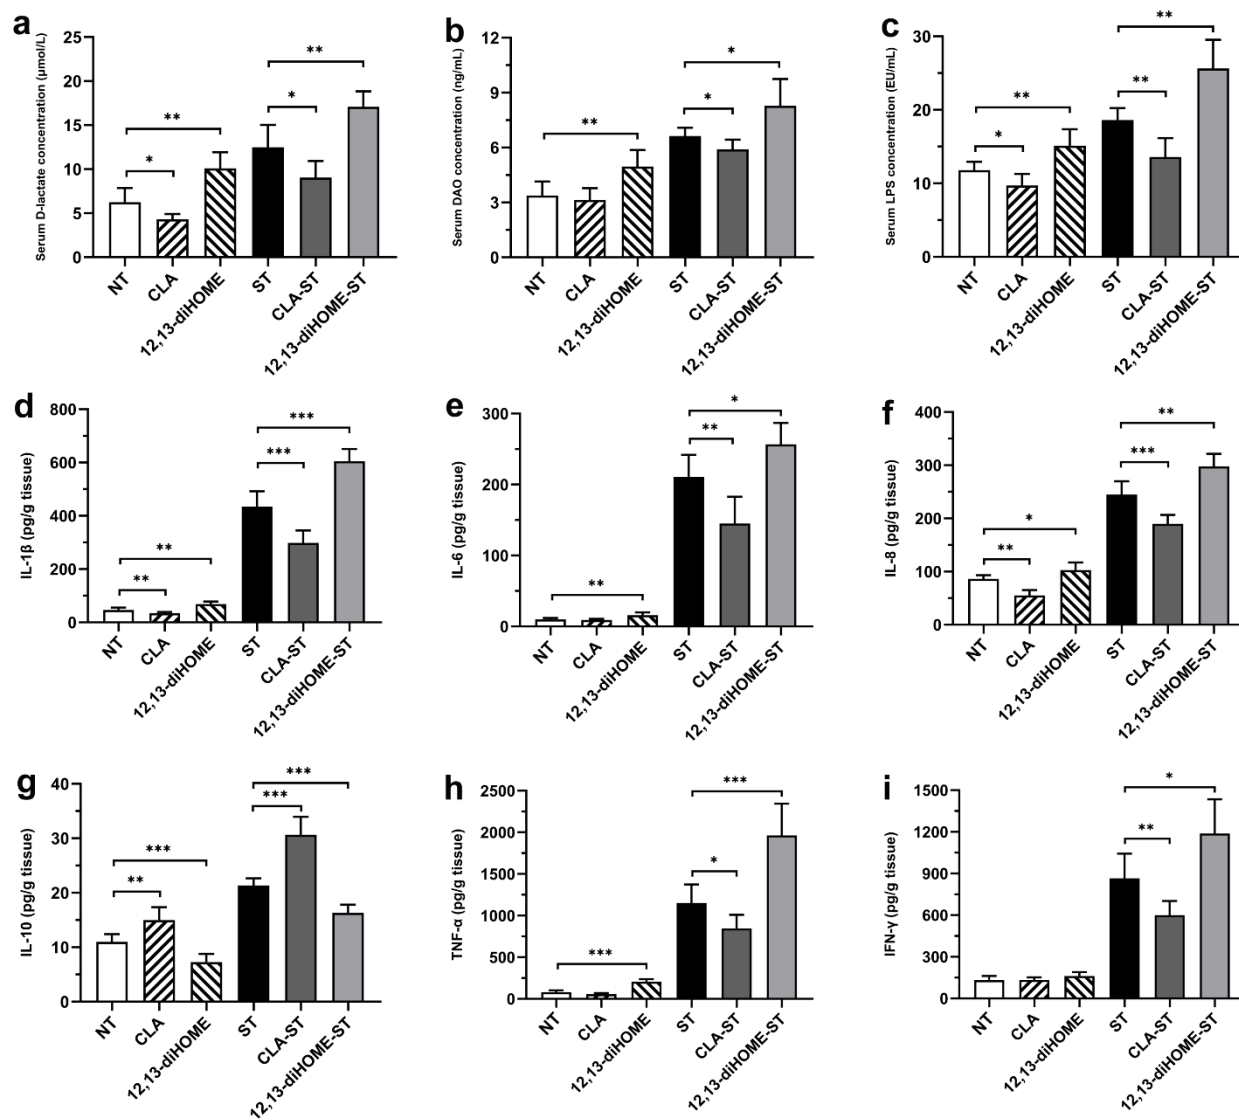 a
Serum D-lactate concentration (μmol/L)
25
20
15
10
5
0
**
*
*
**
NT
CLA
12,13-diHOME
ST
CLA-ST
12,13-diHOME-ST
b
Serum DAO concentration (ng/mL)
12
9
6
3
0
*
*
**
NT
CLA
12,13-diHOME
ST
CLA-ST
12,13-diHOME-ST
c
Serum LPS concentration (EU/mL)
30
20
10
0
**
**
**
*
NT
CLA
12,13-diHOME
ST
CLA-ST
12,13-diHOME-ST
d
IL-1β (pg/g tissue)
800
600
400
200
0
***
***
**
**
NT
CLA
12,13-diHOME
ST
CLA-ST
12,13-diHOME-ST
e
IL-6 (pg/g tissue)
300
200
100
0
*
**
**
NT
CLA
12,13-diHOME
ST
CLA-ST
12,13-diHOME-ST
f
IL-8 (pg/g tissue)
400
300
200
100
0
**
***
*
**
NT
CLA
12,13-diHOME
ST
CLA-ST
12,13-diHOME-ST
g
IL-10 (pg/g tissue)
40
30
20
10
0
***
***
***
**
NT
CLA
12,13-diHOME
ST
CLA-ST
12,13-diHOME-ST
h
TNF-α (pg/g tissue)
2500
2000
1500
1000
500
0
***
*
***
NT
CLA
12,13-diHOME
ST
CLA-ST
12,13-diHOME-ST
i
IFN-γ (pg/g tissue)
1500
1200
900
600
300
0
*
**
NT
CLA
12,13-diHOME
ST
CLA-ST
12,13-diHOME-ST